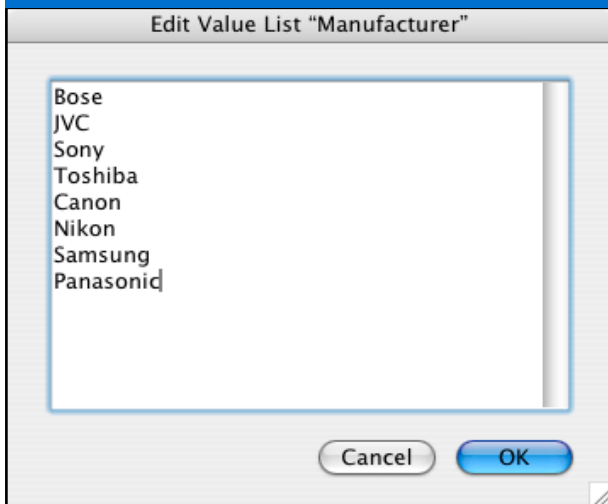 Edit Value List “Manufacturer”
Bose
JVC
Sony
Toshiba
Canon
Nikon
Samsung
Panasonic
Cancel OK